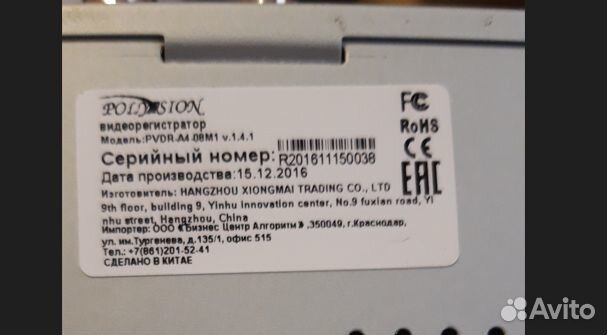 POLYVISION
видеорегистратор
Модель:PVDR-A4-08M1 v.1.4.1
Серийный номер: R201611150038
Дата производства:15.12.2016
Изготовитель: HANGZHOU XIONGMAI TRADING CO., LTD
9th floor, building 9, Yinhu innovation center, No.9 fuxian road, Yi
nhu street, Hangzhou, China
Импортер: ООО «Бизнес Центр Алгоритм» ,350049, г.Краснодар,
ул. им.Тургенева, д.135/1, офис 515
Тел.: +7(861)201-52-41
СДЕЛАНО В КИТАЕ
FC
RoHS
CE
EAC
Avito